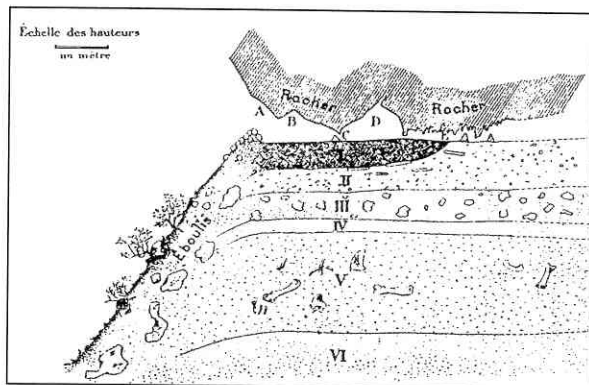 Échelle des hauteurs
un mètre
Rocher
Rocher
A
B
C
D
E
A
I
II
III
IV
Éboulis
V
n
VI